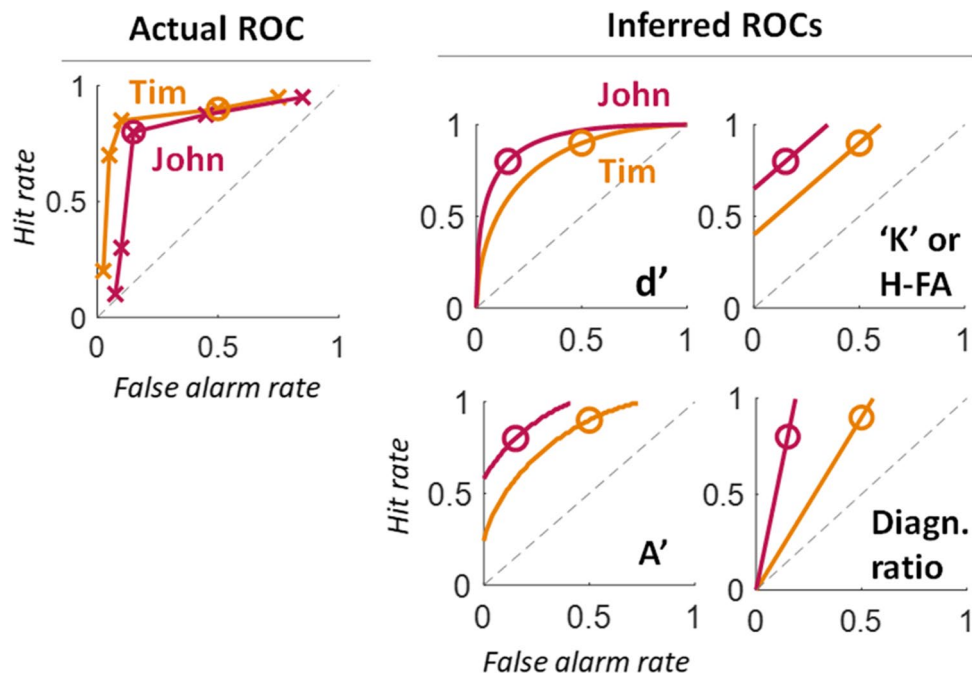 Actual ROC
Inferred ROCs
1
Tim
John
0.5
0
0
0.5
1
Hit rate
False alarm rate
John
Tim
1
0.5
0
d'
0
0.5
1
1
0.5
0
'K' or
H-FA
0
0.5
1
1
0.5
0
Hit rate
A'
0
0.5
1
False alarm rate
1
0.5
0
Diagn.
ratio
0
0.5
1